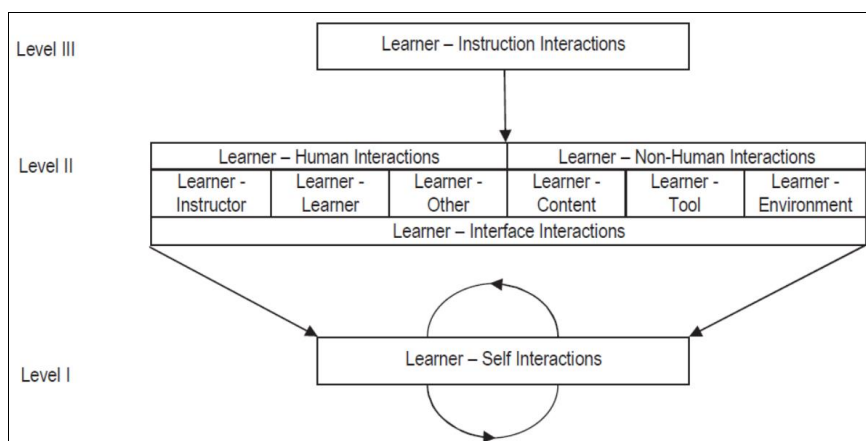 Level III
Learner – Instruction Interactions
Level II
Learner – Human Interactions
Learner – Non-Human Interactions
Learner -
Instructor
Learner -
Learner
Learner -
Other
Learner -
Content
Learner -
Tool
Learner -
Environment
Learner – Interface Interactions
Learner – Self Interactions
Level I